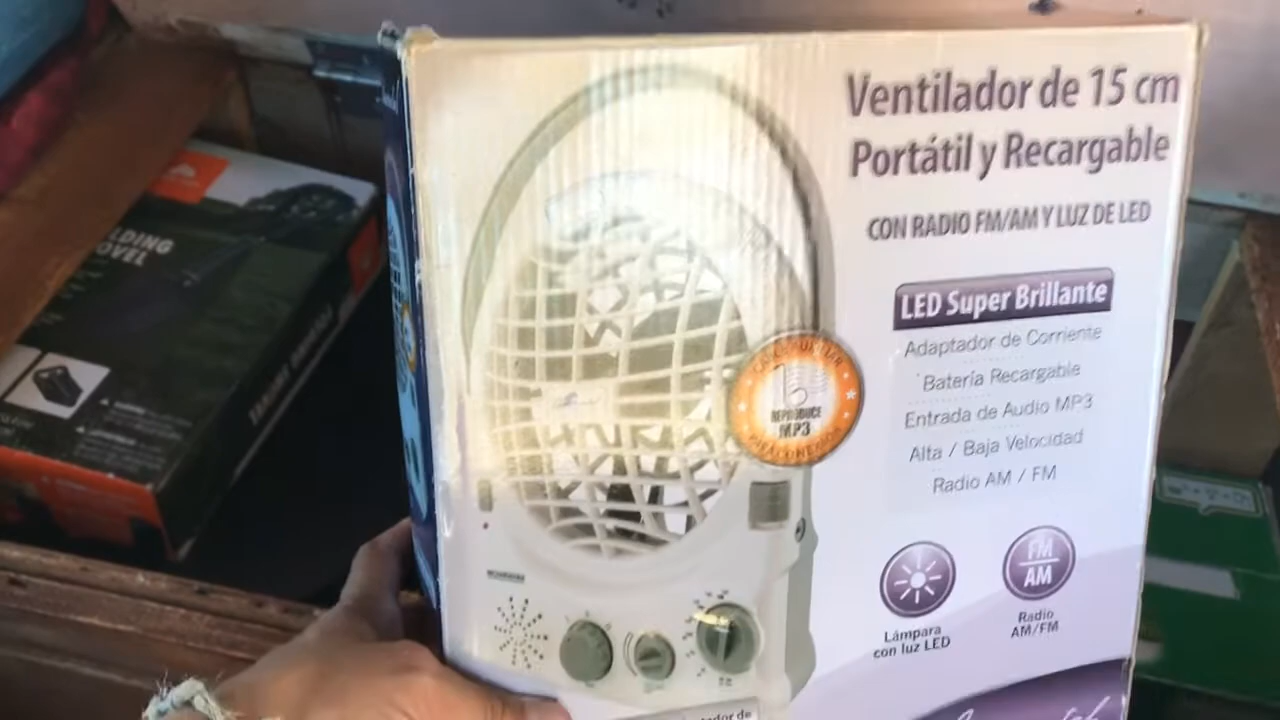 Ventilador de 15 cm
Portátil y Recargable
CON RADIO FM/AM Y LUZ DE LED
LED Super Brillante
Adaptador de Corriente
Batería Recargable
Entrada de Audio MP3
Alta / Baja Velocidad
Radio AM / FM
REPRODUCE
MP3
FM
AM
Lámpara
con luz LED
Radio
AM/FM